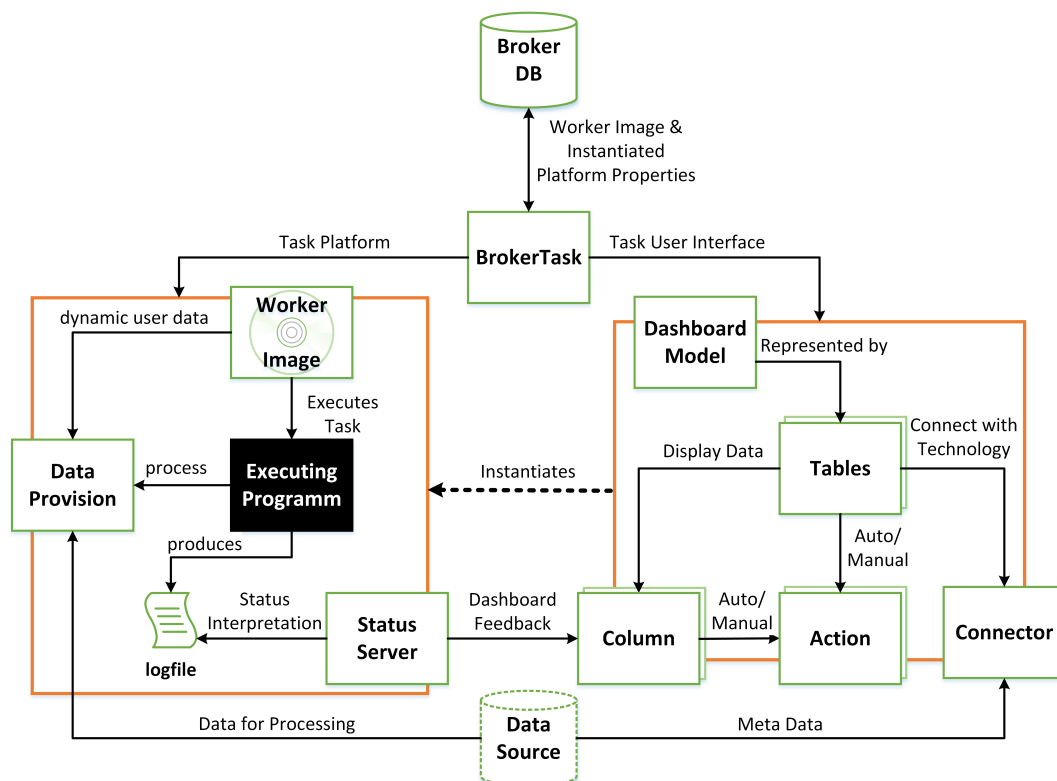 Broker
DB
Worker Image &
Instantiated
Platform Properties
Task Platform
BrokerTask
Task User Interface
Worker
Image
dynamic user data
Dashboard
Model
Represented by
Executes
Task
Data
Provision
process
Executing
Programm
Instantiates
Display Data
Tables
Connect with
Technology
produces
Auto/
Manual
logfile
Status
Interpretation
Status
Server
Dashboard
Feedback
Column
Auto/
Manual
Action
Connector
Data for Processing
Data
Source
Meta Data